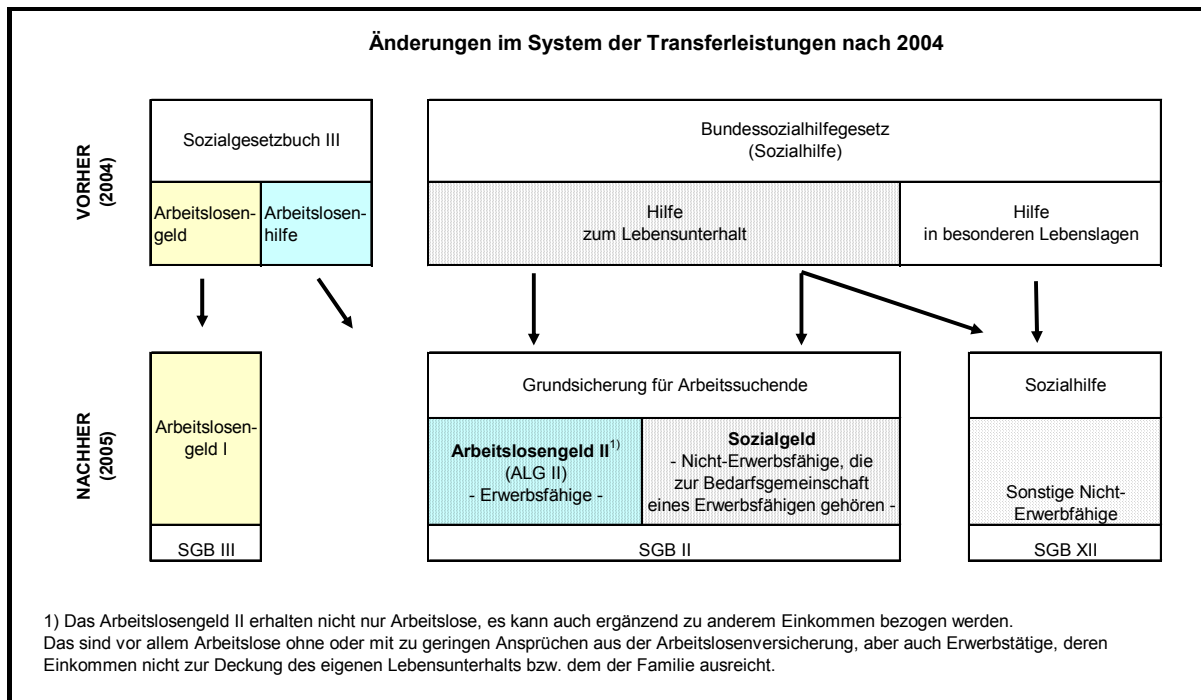 Änderungen im System der Transferleistungen nach 2004
VORHER
(2004)
Sozialgesetzbuch III
Bundessozialhilfegesetz
(Sozialhilfe)
Arbeitslosen-
geld
Arbeitslosen-
hilfe
Hilfe
zum Lebensunterhalt
Hilfe
in besonderen Lebenslagen
NACHHER
(2005)
Arbeitslosen-
geld I
SGB III
Grundsicherung für Arbeitssuchende
Arbeitslosengeld II1)
(ALG II)
- Erwerbsfähige -
Sozialgeld
- Nicht-Erwerbsfähige, die
zur Bedarfsgemeinschaft
eines Erwerbsfähigen gehören -
SGB II
Sozialhilfe
Sonstige Nicht-
Erwerbfähige
SGB XII
1) Das Arbeitslosengeld II erhalten nicht nur Arbeitslose, es kann auch ergänzend zu anderem Einkommen bezogen werden.
Das sind vor allem Arbeitslose ohne oder mit zu geringen Ansprüchen aus der Arbeitslosenversicherung, aber auch Erwerbstätige, deren
Einkommen nicht zur Deckung des eigenen Lebensunterhalts bzw. dem der Familie ausreicht.